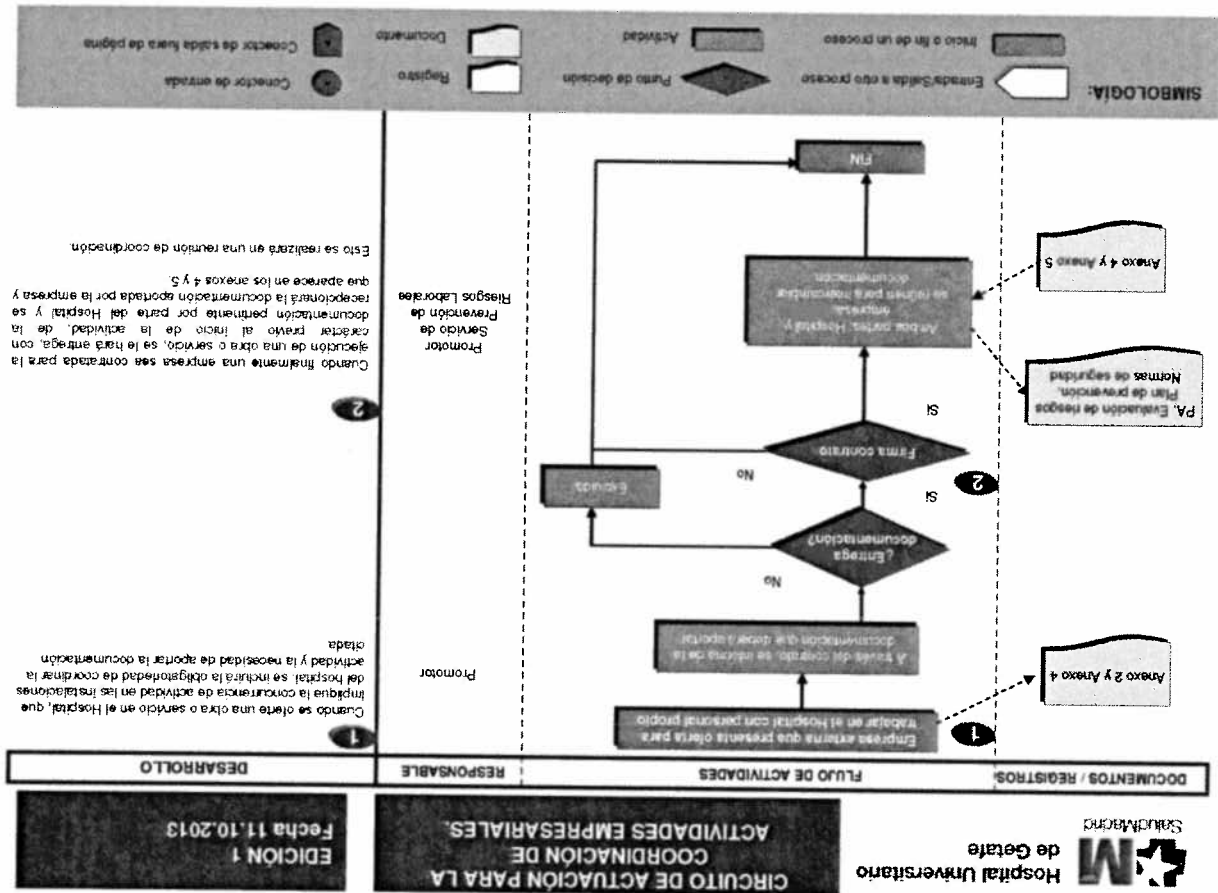 SaludMadrid
Hospital Universitario
de Getafe
CIRCUITO DE ACTUACIÓN PARA LA
COORDINACIÓN DE
ACTIVIDADES EMPRESARIALES.
EDICIÓN 1
Fecha 11.10.2013
DOCUMENTOS / REGISTROS
FLUJO DE ACTIVIDADES
RESPONSABLE
DESARROLLO
1
Empresa externa que presenta oferta para
trabajar en el Hospital con personal propio
Anexo 2 y Anexo 4
A través del contrato, se informa de la
documentación que deberá aportar
¿Entrega
documentación?
No
Si
Excluida
2
Firma contrato
No
Si
PA. Evaluación de riesgos
Plan de prevención.
Normas de seguridad
Ambas partes, Hospital y
empresa,
se reúnen para intercambiar
documentación.
Anexo 4 y Anexo 5
FIN
Promotor
Promotor
Servicio de
Prevención de
Riesgos Laborales
1
Cuando se oferte una obra o servicio en el Hospital, que
implique la concurrencia de actividad en las instalaciones
del hospital, se incluirá la obligatoriedad de coordinar la
actividad y la necesidad de aportar la documentación
citada
2
Cuando finalmente una empresa sea contratada para la
ejecución de una obra o servicio, se le hará entrega, con
carácter previo al inicio de la actividad, de la
documentación pertinente por parte del Hospital y se
recepcionará la documentación aportada por la empresa y
que aparece en los anexos 4 y 5.
Esto se realizará en una reunión de coordinación.
SIMBOLOGÍA:
Entrada/Salida a otro proceso
Inicio o fin de un proceso
Punto de decisión
Actividad
Registro
Documento
Conector de entrada
Conector de salida fuera de página